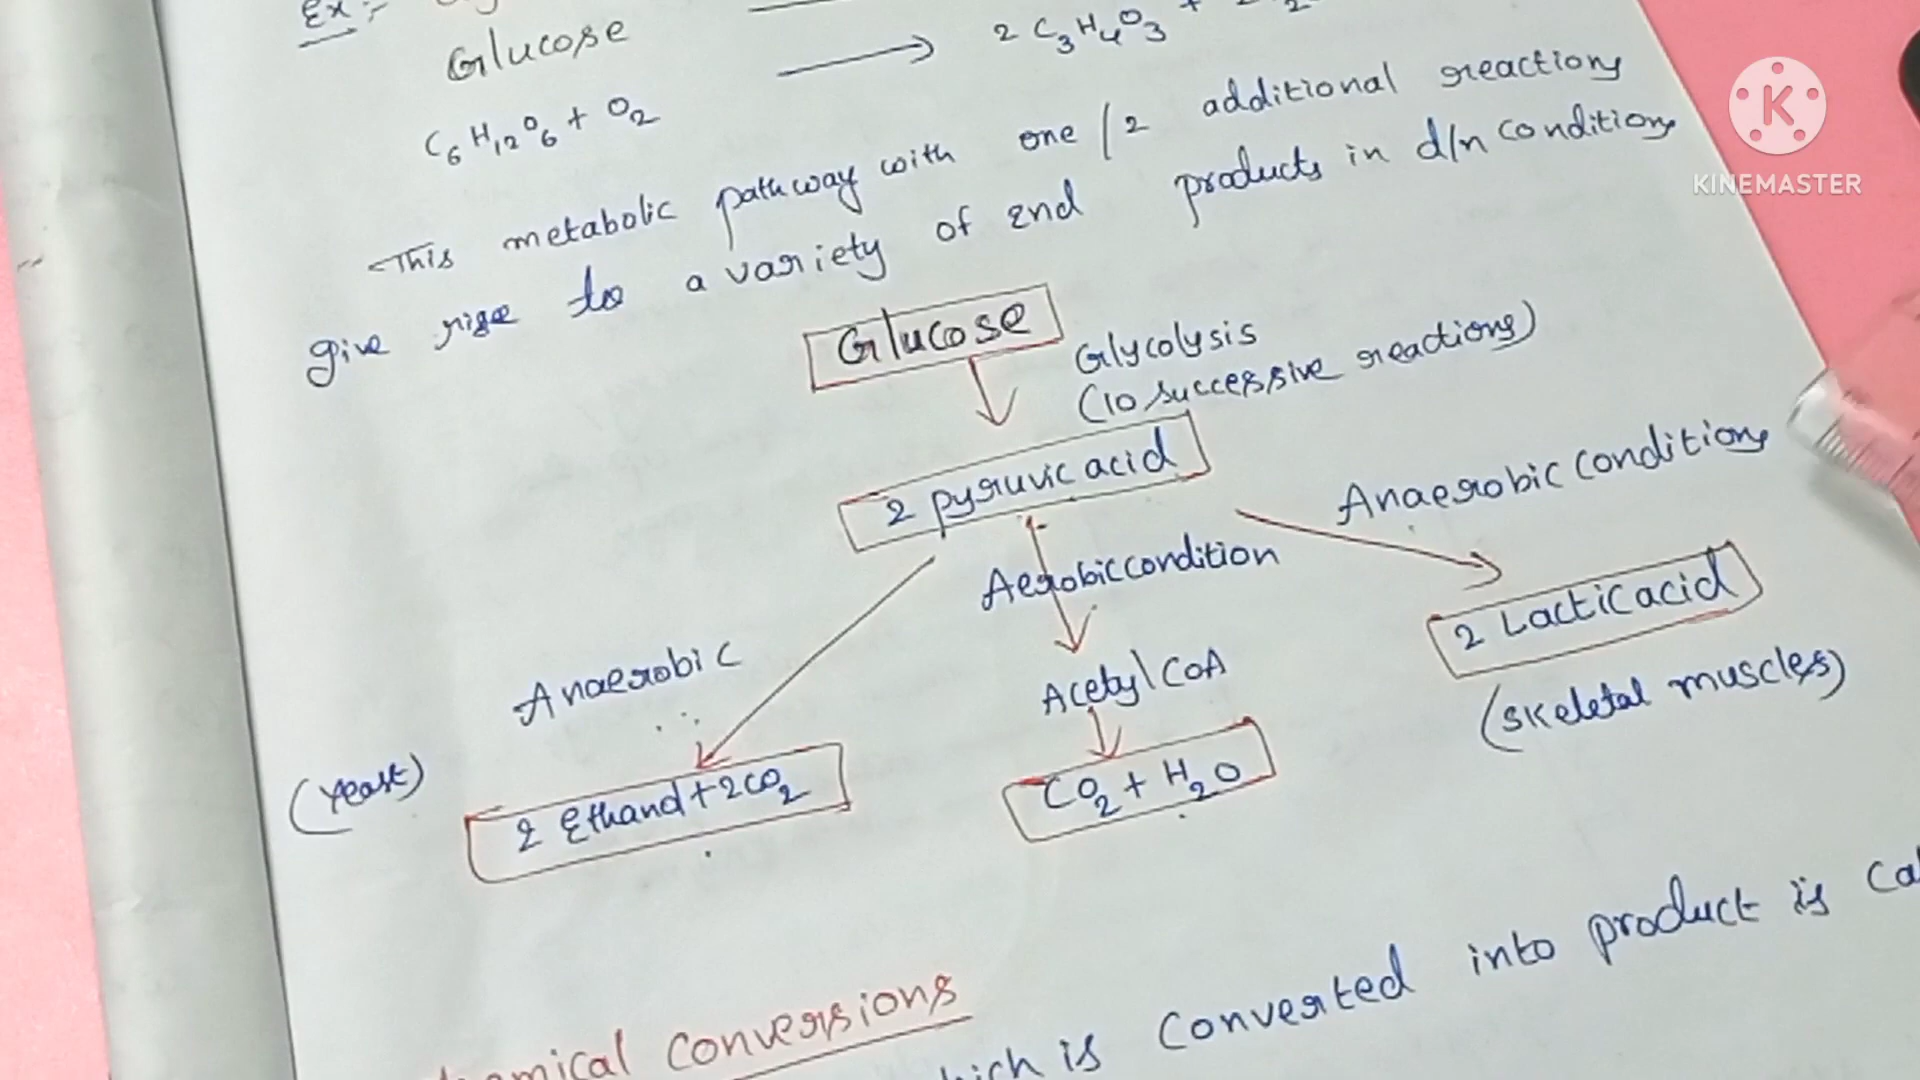 Ex:-
Glucose
2 C3H4O3 +
C6H12O6 + O2
This metabolic pathway with one/2 additional reactions
give rise to a variety of end products in d/n conditions
Glucose
Glycolysis
(10 successive reactions)
2 pyruvic acid
Anaerobic conditions
Aerobic condition
2 Lactic acid
(skeletal muscles)
Anaerobic
Acetyl CoA
(yeast)
2 Ethanol + 2CO2
CO2 + H2O
conversions
is converted into product is
K
KINEMASTER